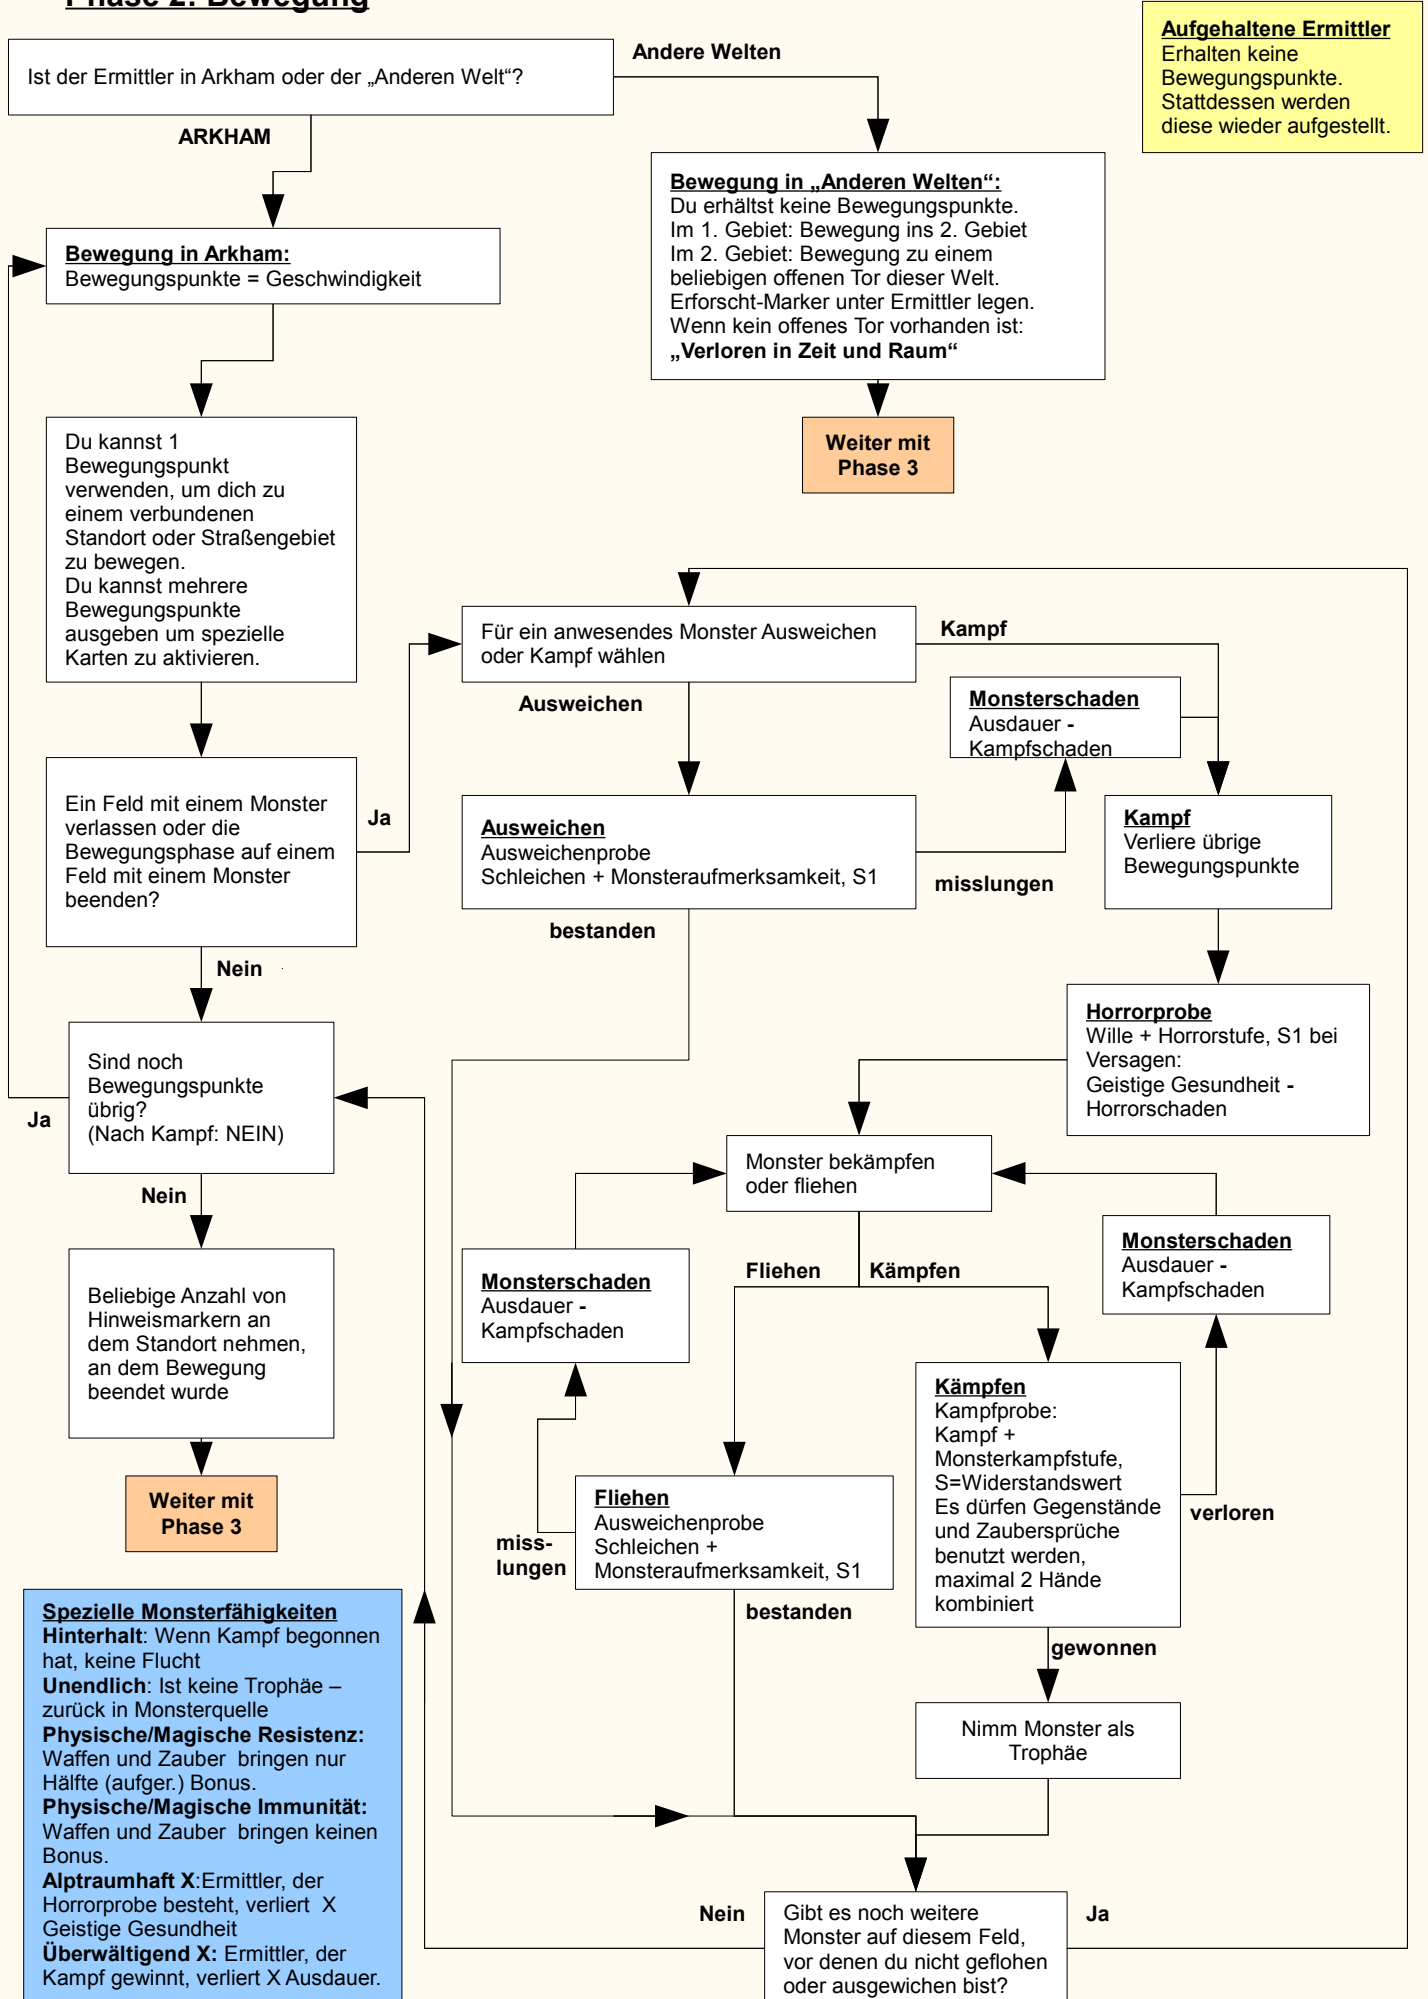 Phase 2: Bewegung
Aufgehaltene Ermittler
Erhalten keine
Bewegungspunkte.
Stattdessen werden
diese wieder aufgestellt.
Ist der Ermittler in Arkham oder der „Anderen Welt“?
Andere Welten
ARKHAM
Bewegung in „Anderen Welten“:
Du erhältst keine Bewegungspunkte.
Im 1. Gebiet: Bewegung ins 2. Gebiet
Im 2. Gebiet: Bewegung zu einem
beliebigen offenen Tor dieser Welt.
Erforscht-Marker unter Ermittler legen.
Wenn kein offenes Tor vorhanden ist:
„Verloren in Zeit und Raum“
Weiter mit
Phase 3
Bewegung in Arkham:
Bewegungspunkte = Geschwindigkeit
Du kannst 1
Bewegungspunkt
verwenden, um dich zu
einem verbundenen
Standort oder Straßengebiet
zu bewegen.
Du kannst mehrere
Bewegungspunkte
ausgeben um spezielle
Karten zu aktivieren.
Ein Feld mit einem Monster
verlassen oder die
Bewegungsphase auf einem
Feld mit einem Monster
beenden?
Ja
Nein
Für ein anwesendes Monster Ausweichen
oder Kampf wählen
Kampf
Ausweichen
Monsterschaden
Ausdauer -
Kampfschaden
Ausweichen
Ausweichenprobe
Schleichen + Monsteraufmerksamkeit, S1
misslungen
bestanden
Kampf
Verliere übrige
Bewegungspunkte
Horrorprobe
Wille + Horrorstufe, S1 bei
Versagen:
Geistige Gesundheit -
Horrorschaden
Sind noch
Bewegungspunkte
übrig?
(Nach Kampf: NEIN)
Ja
Nein
Beliebige Anzahl von
Hinweismarkern an
dem Standort nehmen,
an dem Bewegung
beendet wurde
Weiter mit
Phase 3
Monster bekämpfen
oder fliehen
Fliehen
Kämpfen
Monsterschaden
Ausdauer -
Kampfschaden
Monsterschaden
Ausdauer -
Kampfschaden
Fliehen
Ausweichenprobe
Schleichen +
Monsteraufmerksamkeit, S1
miss-
lungen
bestanden
Kämpfen
Kampfprobe:
Kampf +
Monsterkampfstufe,
S=Widerstandswert
Es dürfen Gegenstände
und Zaubersprüche
benutzt werden,
maximal 2 Hände
kombiniert
verloren
gewonnen
Nimm Monster als
Trophäe
Spezielle Monsterfähigkeiten
Hinterhalt: Wenn Kampf begonnen
hat, keine Flucht
Unendlich: Ist keine Trophäe –
zurück in Monsterquelle
Physische/Magische Resistenz:
Waffen und Zauber bringen nur
Hälfte (aufger.) Bonus.
Physische/Magische Immunität:
Waffen und Zauber bringen keinen
Bonus.
Alptraumhaft X:Ermittler, der
Horrorprobe besteht, verliert X
Geistige Gesundheit
Überwältigend X: Ermittler, der
Kampf gewinnt, verliert X Ausdauer.
Nein
Gibt es noch weitere
Monster auf diesem Feld,
vor denen du nicht geflohen
oder ausgewichen bist?
Ja